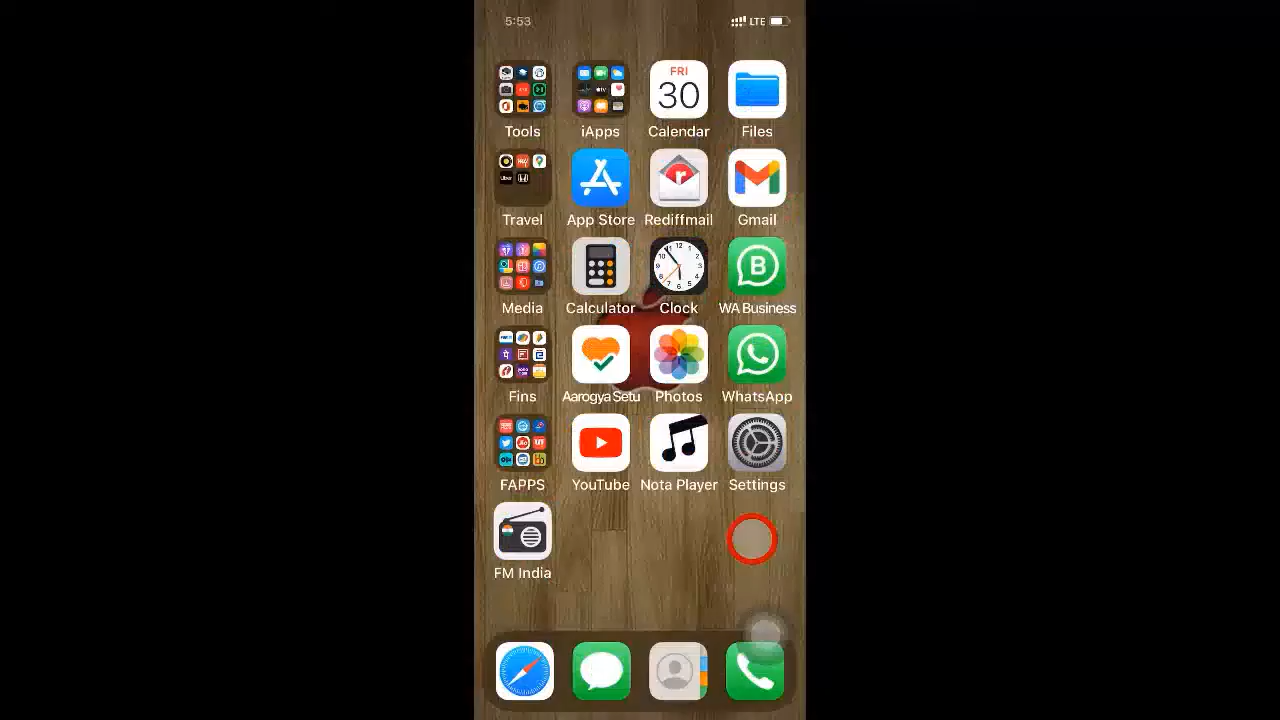 5:53
LTE
FRI
30
Tools
iApps
Calendar
Files
Travel
App Store
Rediffmail
Gmail
Media
Calculator
Clock
WA Business
Fins
Aarogya Setu
Photos
WhatsApp
FAPPS
YouTube
Nota Player
Settings
FM India